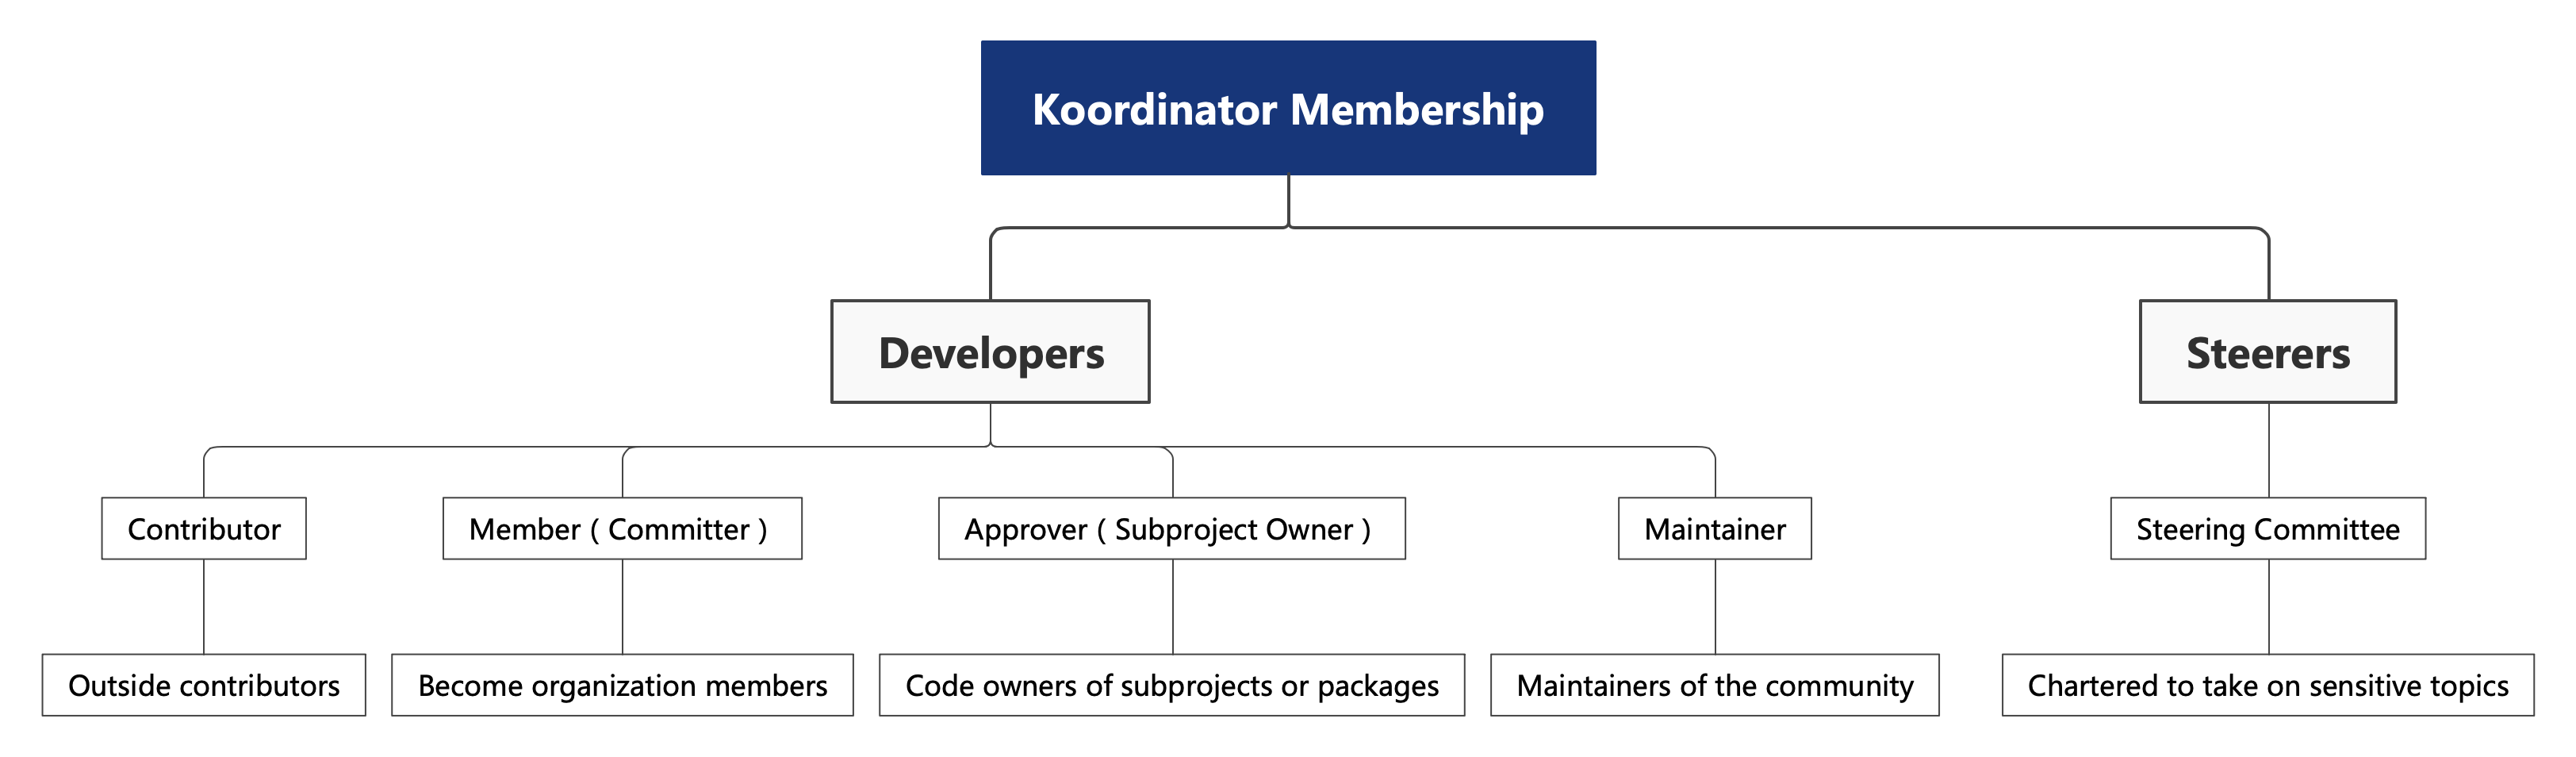 Koordinator Membership
Developers
Steerers
Contributor
Member ( Committer )
Approver ( Subproject Owner )
Maintainer
Steering Committee
Outside contributors
Become organization members
Code owners of subprojects or packages
Maintainers of the community
Chartered to take on sensitive topics